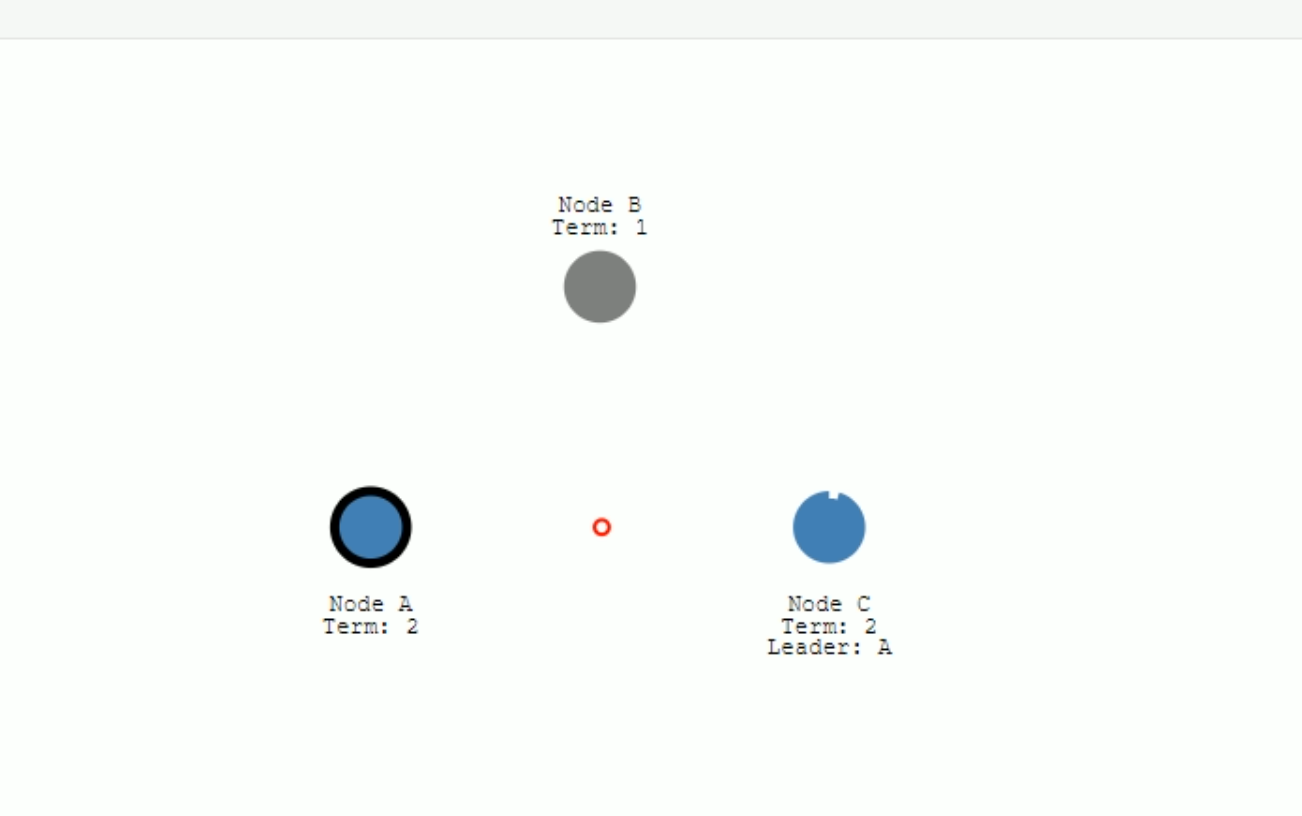 Node B
Term: 1
Node A
Term: 2
Node C
Term: 2
Leader: A